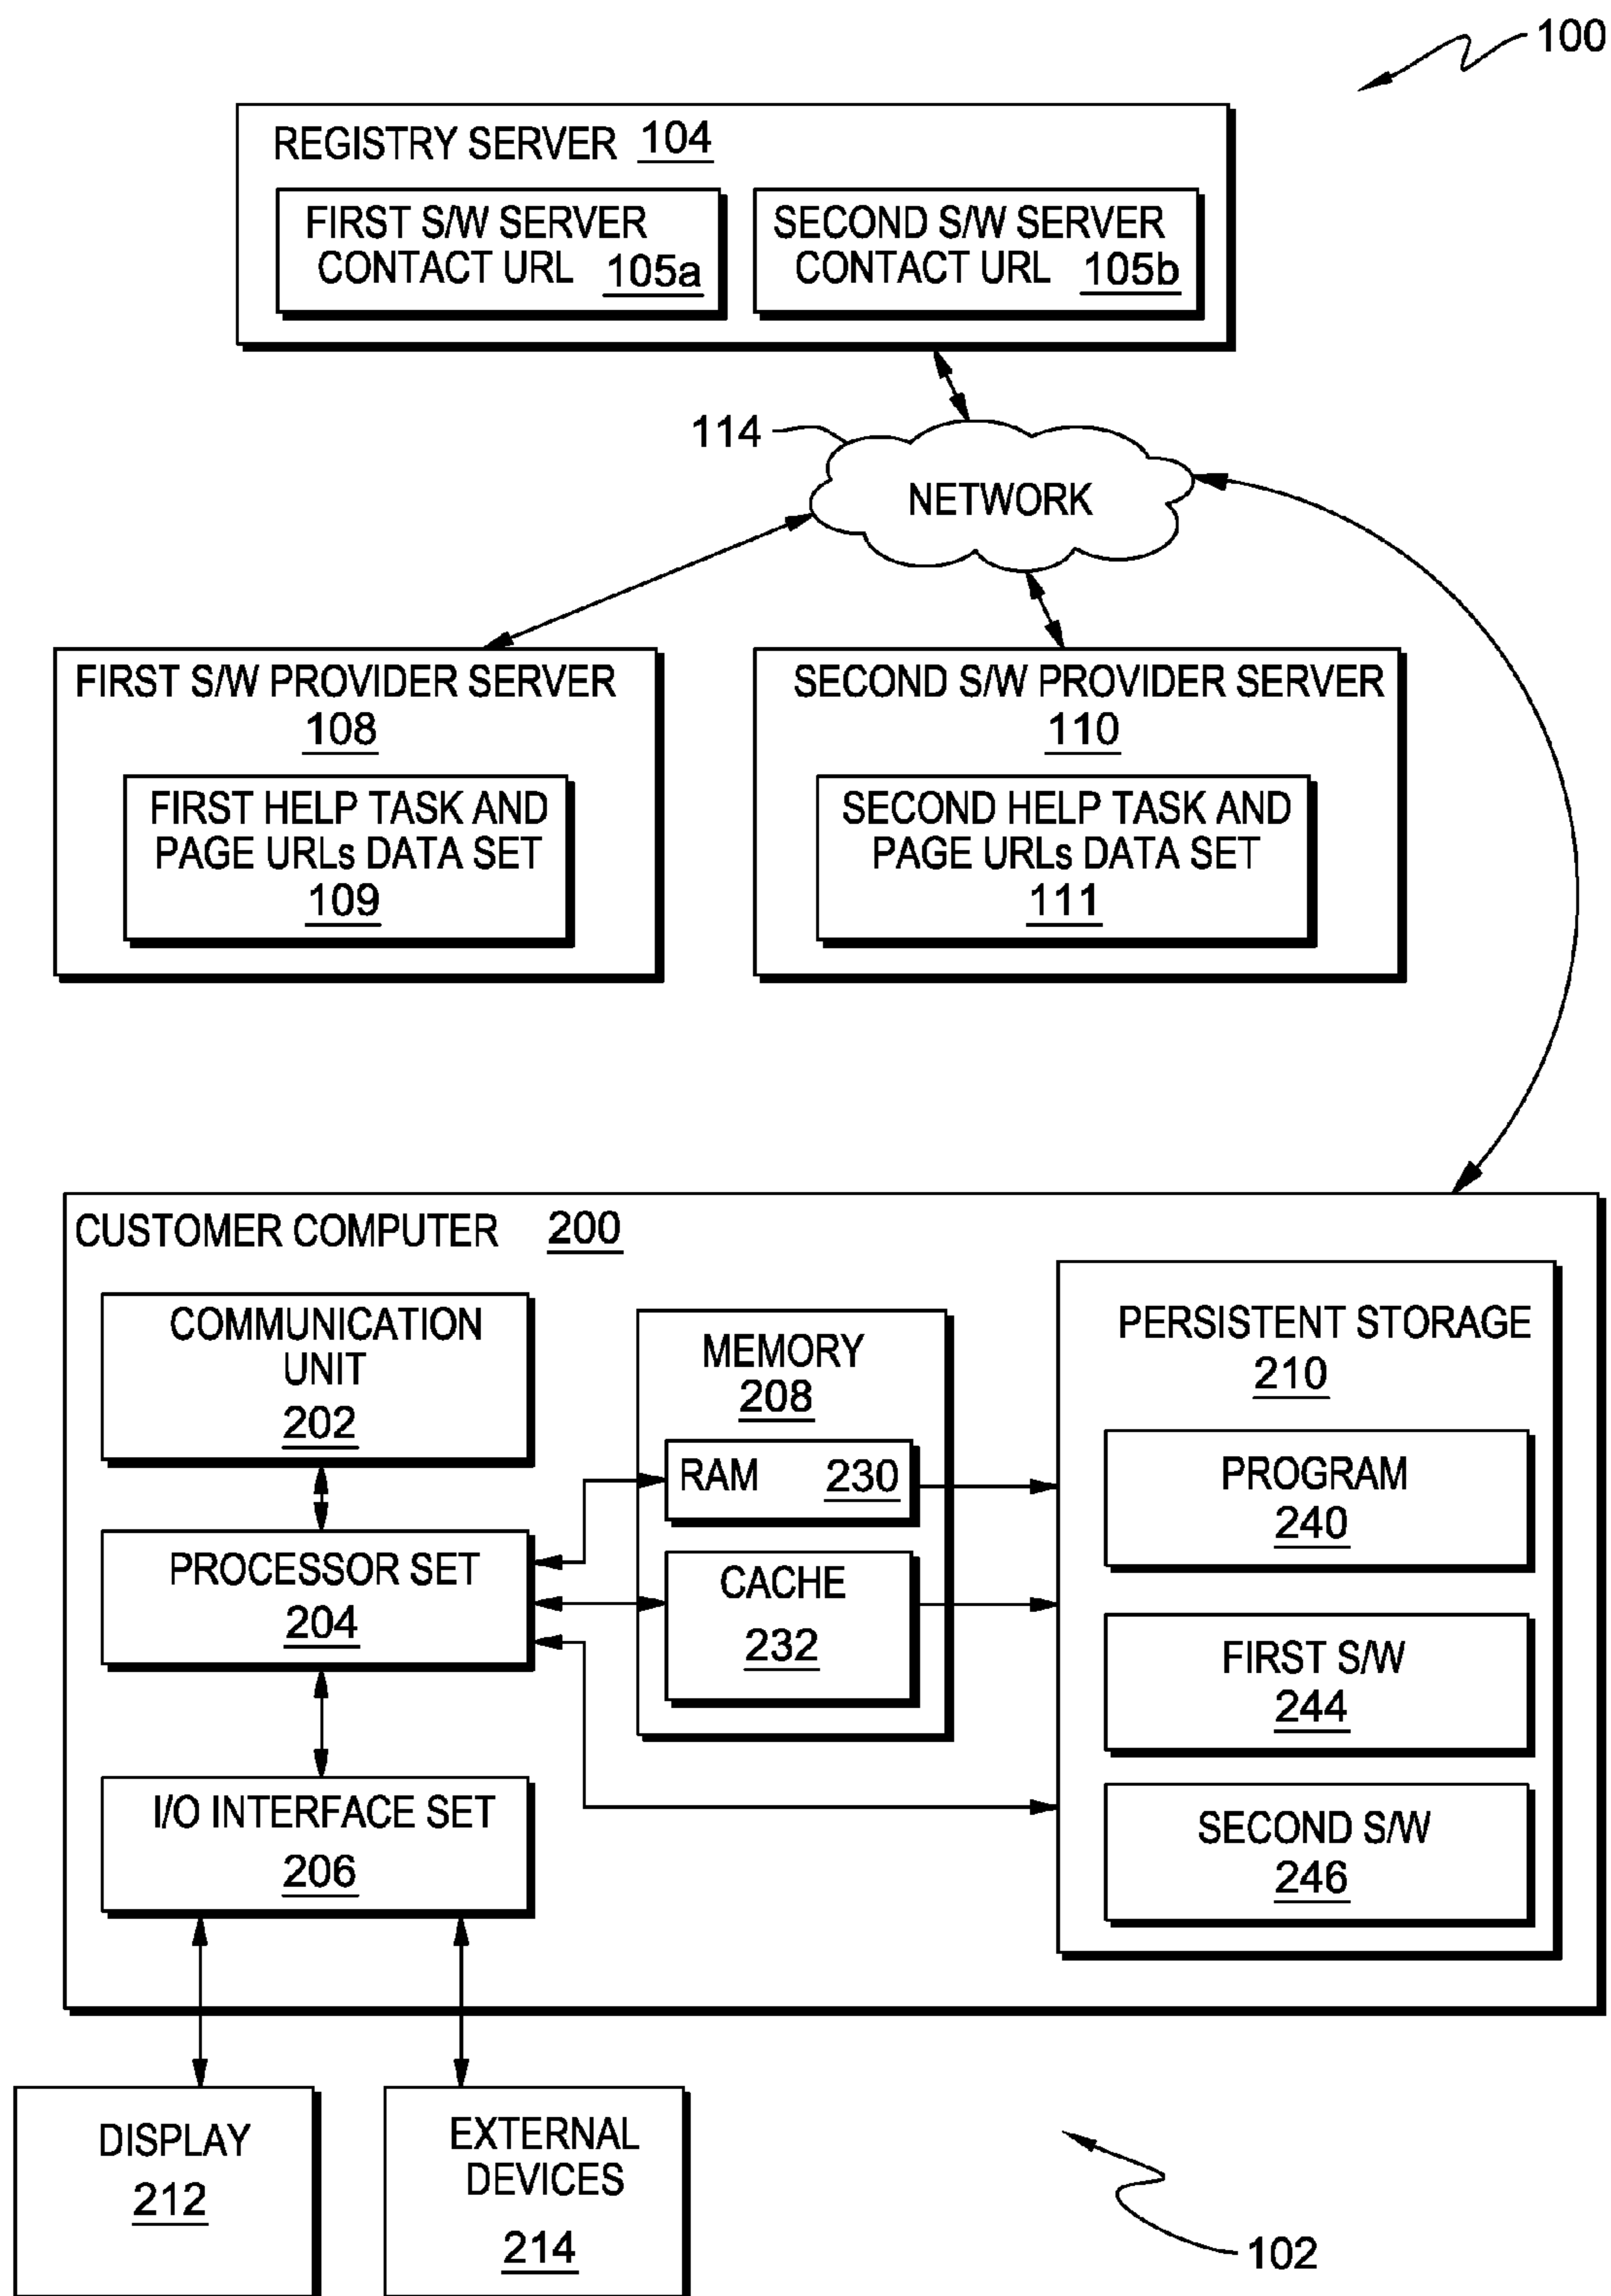 100
REGISTRY SERVER 104
FIRST S/W SERVER
CONTACT URL 105a
SECOND S/W SERVER
CONTACT URL 105b
114
NETWORK
FIRST S/W PROVIDER SERVER
108
FIRST HELP TASK AND
PAGE URLs DATA SET
109
SECOND S/W PROVIDER SERVER
110
SECOND HELP TASK AND
PAGE URLs DATA SET
111
CUSTOMER COMPUTER 200
COMMUNICATION
UNIT
202
PROCESSOR SET
204
I/O INTERFACE SET
206
MEMORY
208
RAM 230
CACHE
232
PERSISTENT STORAGE
210
PROGRAM
240
FIRST S/W
244
SECOND S/W
246
DISPLAY
212
EXTERNAL
DEVICES
214
102